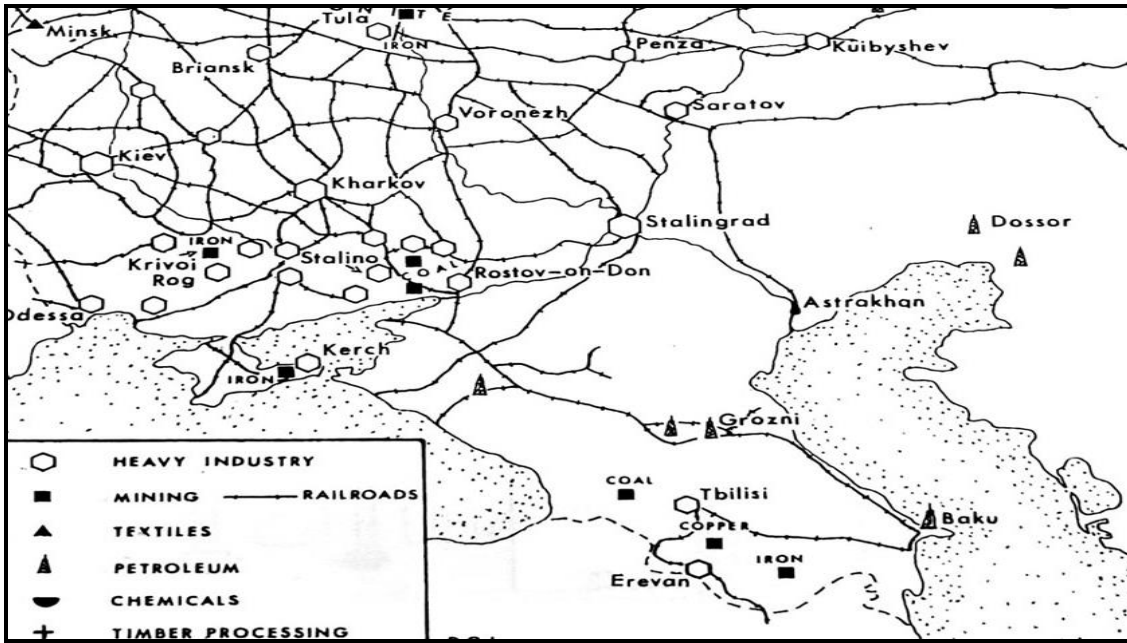 U N I T E
Minsk
Tula
IRON
Penza
Kuibyshev
Briansk
Saratov
Voronezh
Kiev
Kharkov
Stalingrad
Dossor
IRON
Krivoi
Rog
Stalino
COAL
Rostov-on-Don
Odessa
Astrakhan
Kerch
IRON
Grozni
COAL
Tbilisi
COPPER
Baku
IRON
Erevan
HEAVY INDUSTRY
MINING RAILROADS
TEXTILES
PETROLEUM
CHEMICALS
TIMBER PROCESSING